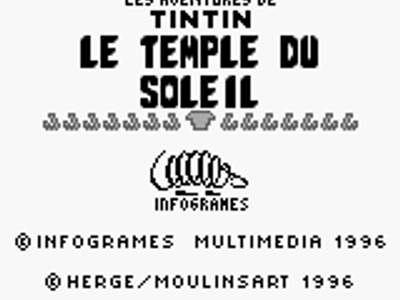 LES AVENTURES DE
TINTIN
LE TEMPLE DU
SOLEIL
INFOGRAMES
©INFOGRAMES MULTIMEDIA 1996
©HERGE/MOULINSART 1996